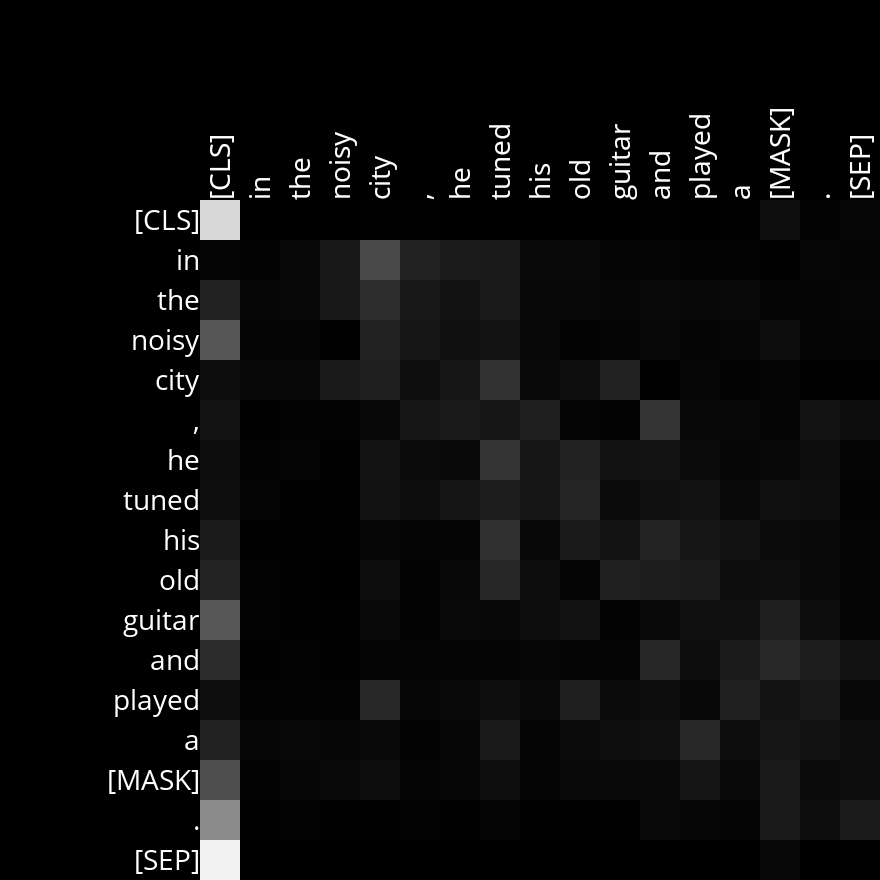 [CLS] in the noisy city , he tuned his old guitar and played a [MASK] . [SEP]
[CLS]
in
the
noisy
city
,
he
tuned
his
old
guitar
and
played
a
[MASK]
.
[SEP]